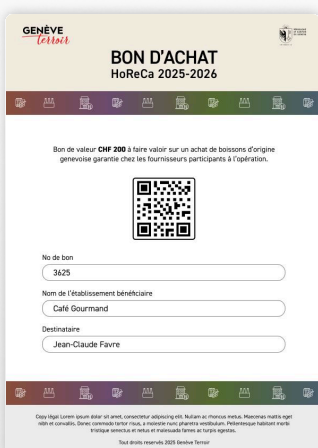 GENÈVE
terroir
BON D'ACHAT
HoReCa 2025-2026
Bon de valeur CHF 200 à faire valoir sur un achat de boissons d'origine
genevoise garantie chez les fournisseurs participants à l'opération.
No de bon
3625
Nom de l'établissement bénéficiaire
Café Gourmand
Destinataire
Jean-Claude Favre
Copy légal Lorem ipsum dolor sit amet, consectetur adipiscing elit. Nullam ac rhoncus metus. Maecenas mattis eget
nibh et convallis. Donec commodo tortor risus, a molestie nunc pharetra vestibulum. Pellentesque habitant morbi
tristique senectus et netus et malesuada fames ac turpis egestas.
Tout droits reservés 2025 Genève Terroir